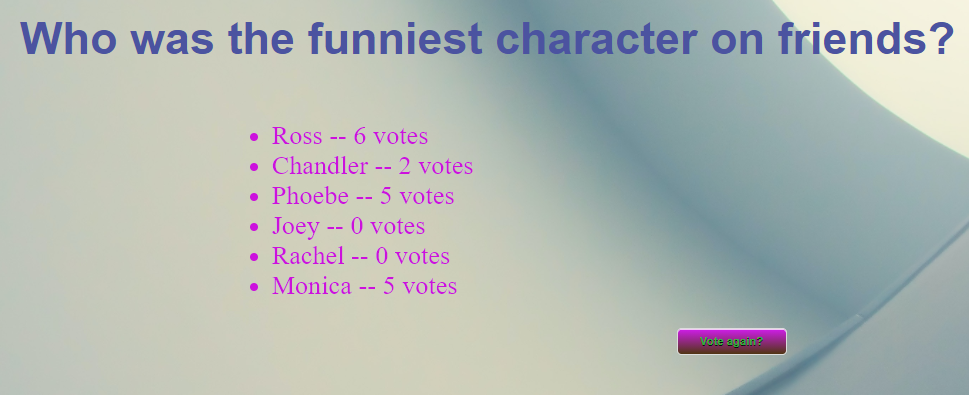 Who was the funniest character on friends?
Ross -- 6 votes
Chandler -- 2 votes
Phoebe -- 5 votes
Joey -- 0 votes
Rachel -- 0 votes
Monica -- 5 votes
Vote again?